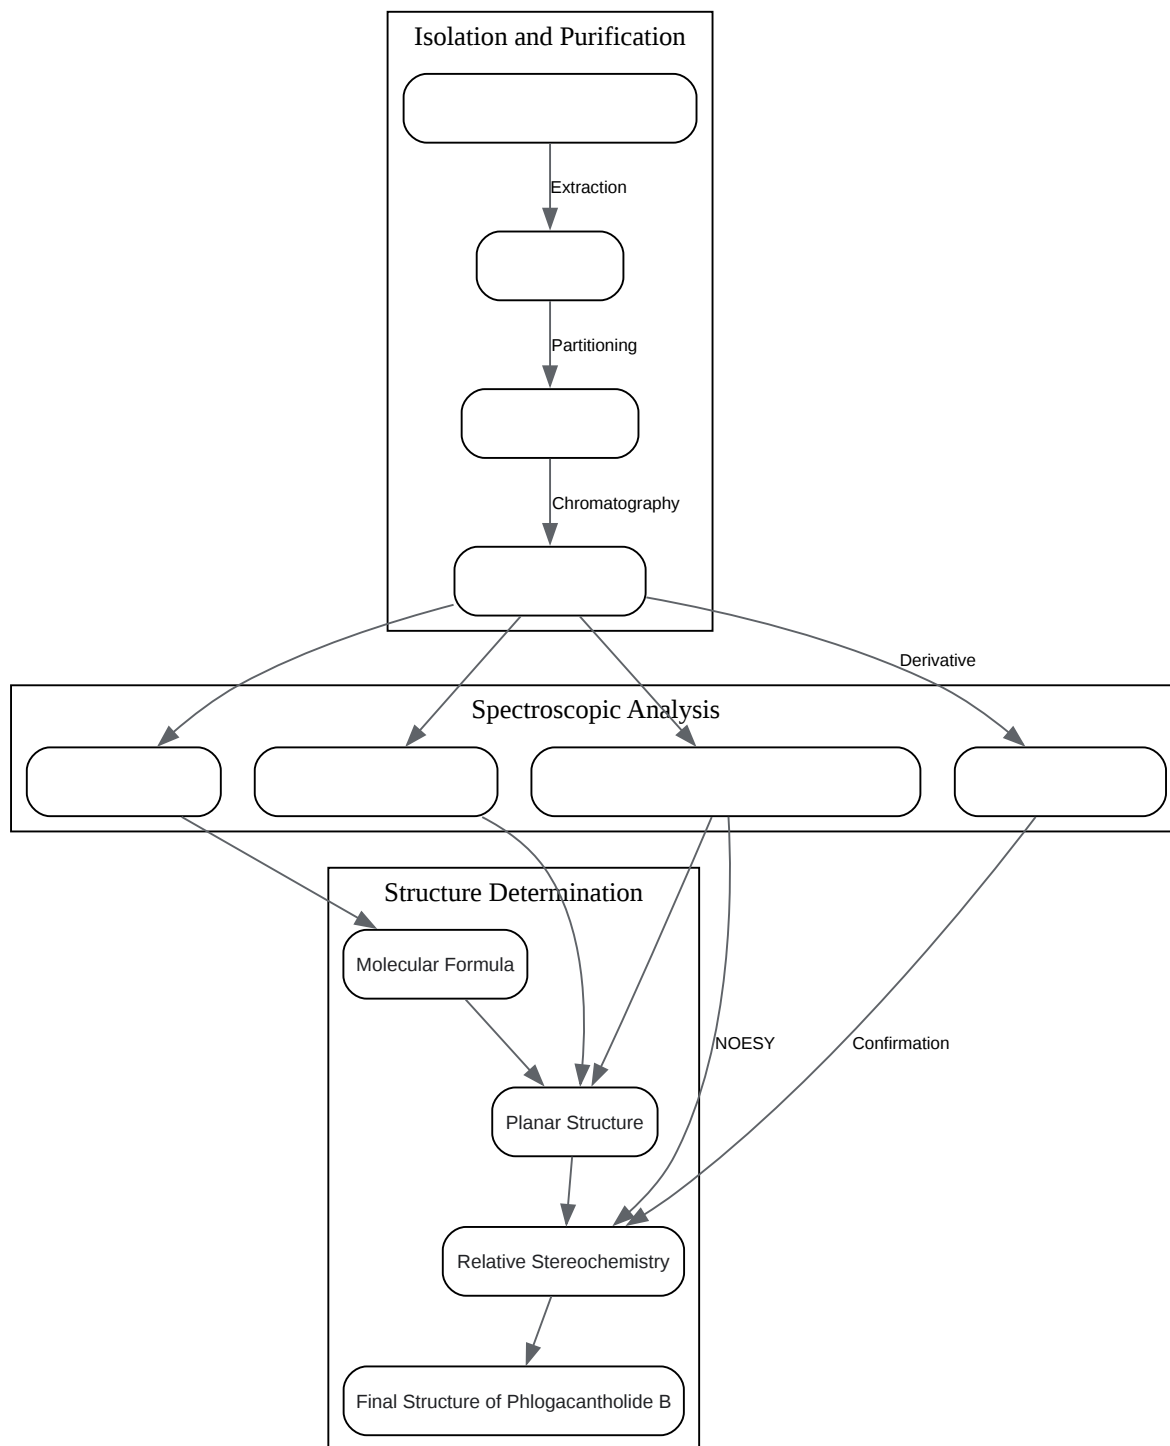 Isolation and Purification
Extraction
Partitioning
Chromatography
Derivative
Spectroscopic Analysis
Structure Determination
Molecular Formula
NOESY
Confirmation
Planar Structure
Relative Stereochemistry
Final Structure of Phlogacantholide B